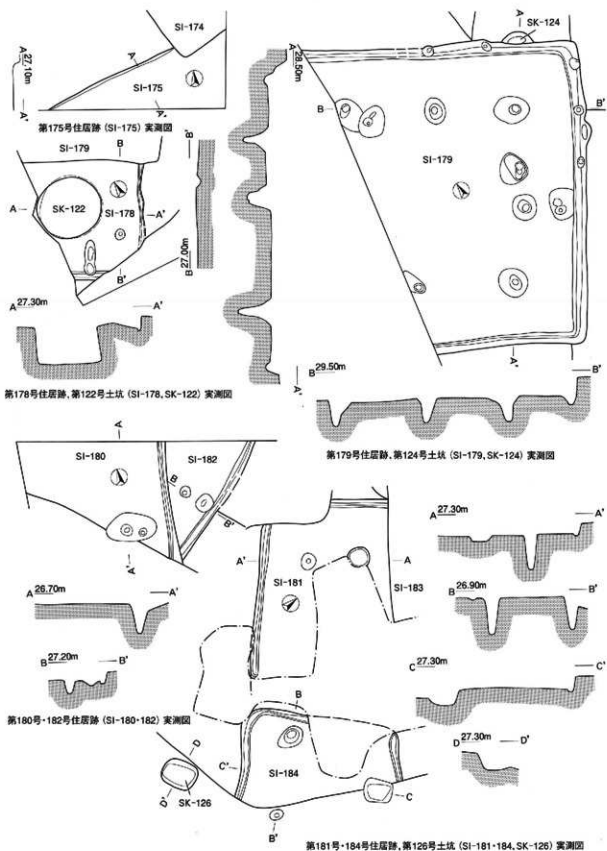 SI-174
A
A 27.10m
A'
SI-175
A'
第175号住居跡 (SI-175) 実測図
SI-179
B
A
SK-122
SI-178
A'
B'
B'
B 27.00m
A 27.30m
A'
第178号住居跡, 第122号土坑 (SI-178, SK-122) 実測図
A
SK-124
A 28.50m
A'
B
B'
SI-179
A'
B 29.50m
B'
第179号住居跡、第124号土坑 (SI-179, SK-124) 実測図
A
SI-180
SI-182
B
B'
A'
A 26.70m
A'
B 27.20m
B'
第180号・182号住居跡 (SI-180・182) 実測図
A'
SI-181
A
SI-183
B
D
C'
SI-184
SK-126
D'
C
B'
A 27.30m
A'
B 26.90m
B'
C 27.30m
C'
D 27.30m
D'
第181号・184号住居跡, 第126号土坑 (SI-181・184, SK-126) 実測図